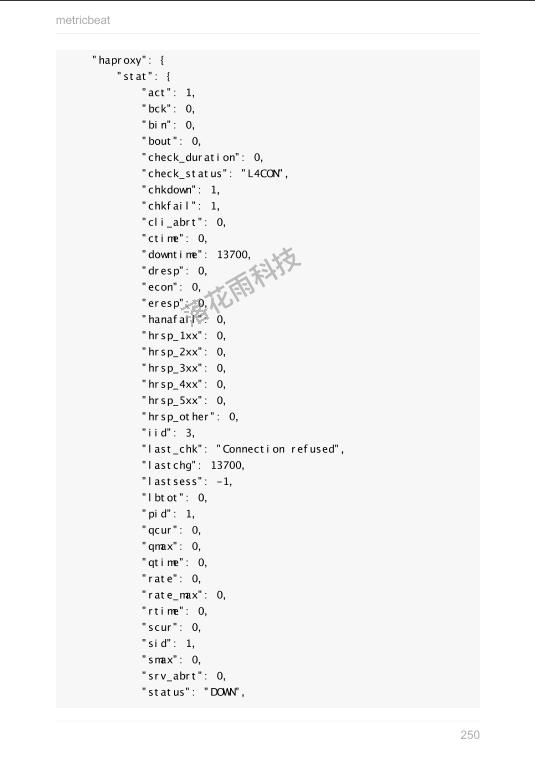 metricbeat
"haproxy": {
"stat": {
"act": 1,
"bck": 0,
"bin": 0,
"bout": 0,
"check_duration": 0,
"check_status": "L4CON",
"chkdown": 1,
"chkfail": 1,
"cli_abrt": 0,
"ctime": 0,
"downtime": 13700,
"dresp": 0,
"econ": 0,
"eresp": 0,
"hanafail": 0,
"hrsp_1xx": 0,
"hrsp_2xx": 0,
"hrsp_3xx": 0,
"hrsp_4xx": 0,
"hrsp_5xx": 0,
"hrsp_other": 0,
"iid": 3,
"last_chk": "Connection refused",
"lastchg": 13700,
"lastsess": -1,
"lbtot": 0,
"pid": 1,
"qcur": 0,
"qmax": 0,
"qtime": 0,
"rate": 0,
"rate_max": 0,
"rtime": 0,
"scur": 0,
"sid": 1,
"smax": 0,
"srv_abrt": 0,
"status": "DOWN",
落花雨科技
250